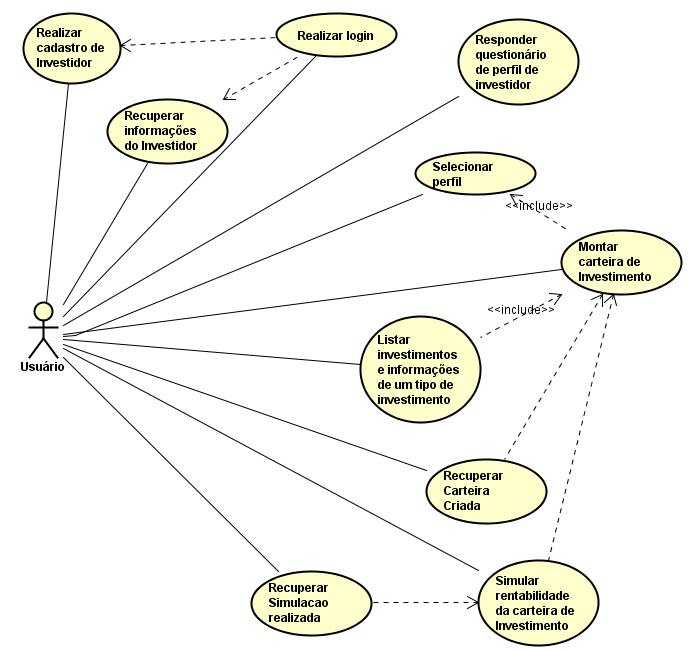 Realizar
cadastro de
Investidor
Realizar login
Responder
questionário
de perfil de
investidor
Recuperar
informações
do Investidor
Selecionar
perfil
<<include>>
Montar
carteira de
Investimento
<<include>>
Listar
investimentos
e informações
de um tipo de
investimento
Usuário
Recuperar
Carteira
Criada
Recuperar
Simulacao
realizada
Simular
rentabilidade
da carteira de
Investimento